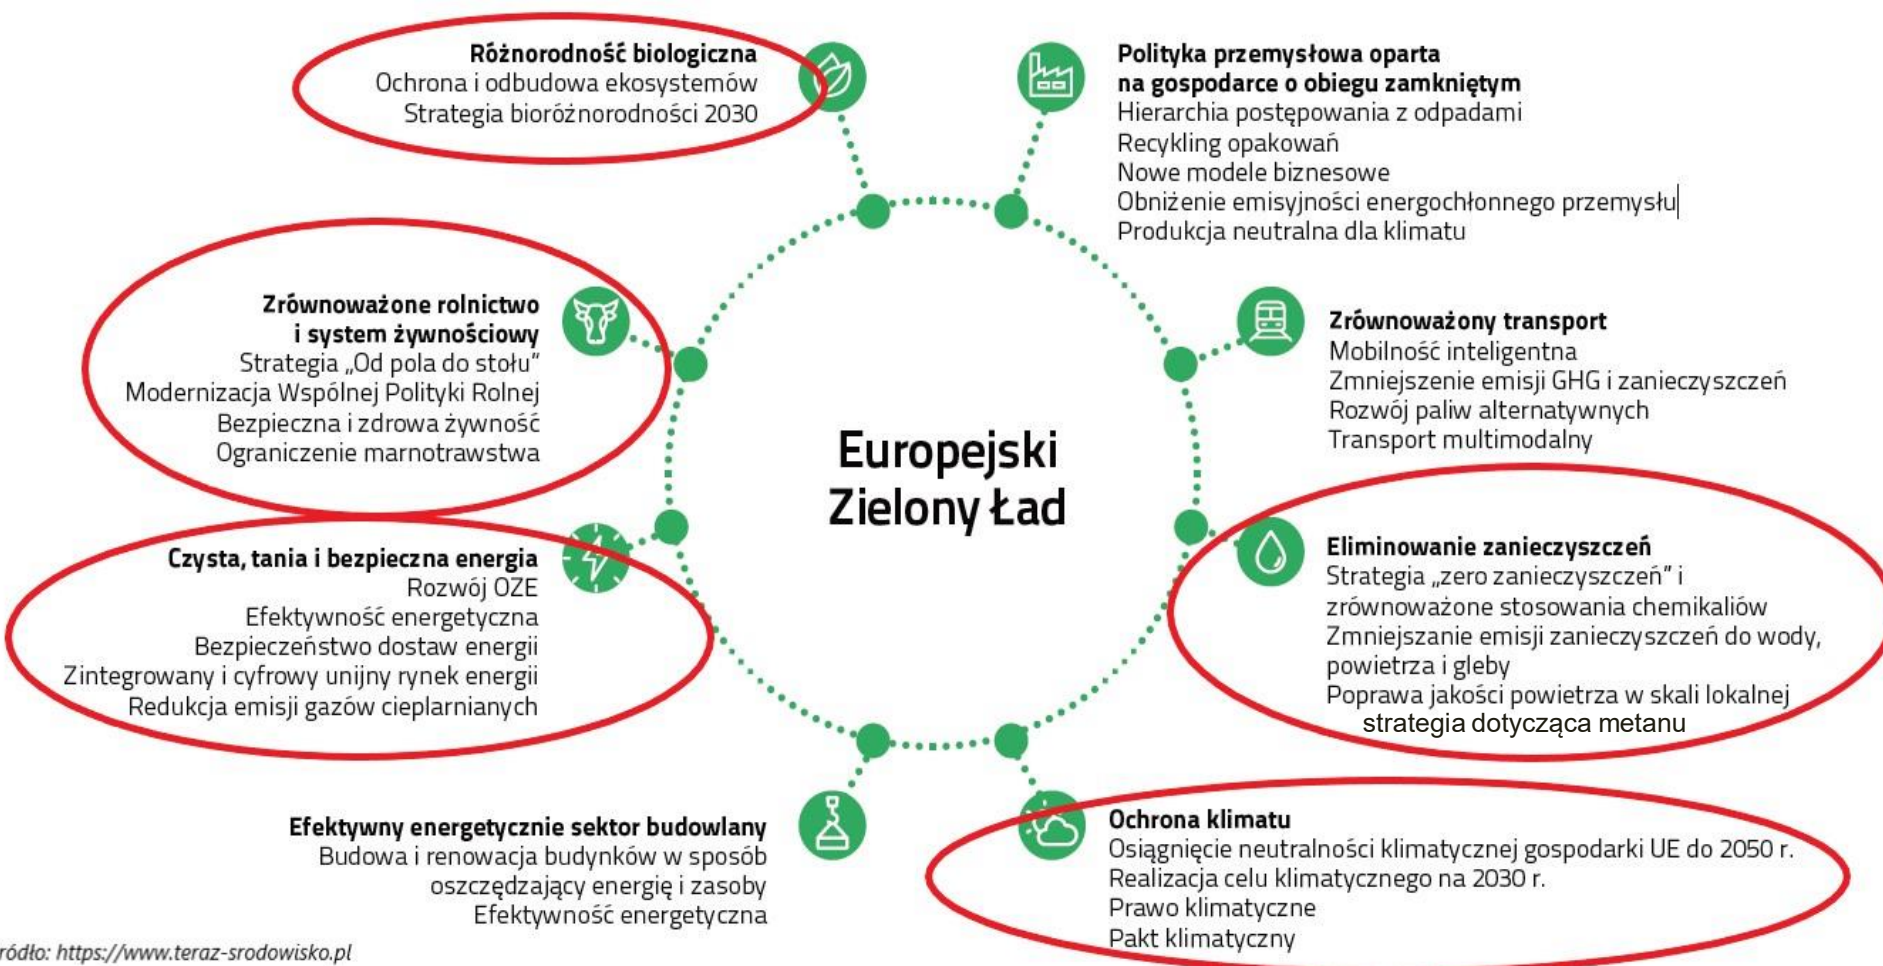 Różnorodność biologiczna
Ochrona i odbudowa ekosystemów
Strategia bioróżnorodności 2030
Polityka przemysłowa oparta
na gospodarce o obiegu zamkniętym
Hierarchia postępowania z odpadami
Recykling opakowań
Nowe modele biznesowe
Obniżenie emisyjności energochłonnego przemysłu
Produkcja neutralna dla klimatu
Zrównoważone rolnictwo
i system żywnościowy
Strategia „Od pola do stołu"
Modernizacja Wspólnej Polityki Rolnej
Bezpieczna i zdrowa żywność
Ograniczenie marnotrawstwa
Zrównoważony transport
Mobilność inteligentna
Zmniejszenie emisji GHG i zanieczyszczeń
Rozwój paliw alternatywnych
Transport multimodalny
Europejski
Zielony Ład
Czysta, tania i bezpieczna energia
Rozwój OZE
Efektywność energetyczna
Bezpieczeństwo dostaw energii
Zintegrowany i cyfrowy unijny rynek energii
Redukcja emisji gazów cieplarnianych
Eliminowanie zanieczyszczeń
Strategia „zero zanieczyszczeń" i
zrównoważone stosowania chemikaliów
Zmniejszanie emisji zanieczyszczeń do wody,
powietrza i gleby
Poprawa jakości powietrza w skali lokalnej
strategia dotycząca metanu
Efektywny energetycznie sektor budowlany
Budowa i renowacja budynków w sposób
oszczędzający energię i zasoby
Efektywność energetyczna
Ochrona klimatu
Osiągnięcie neutralności klimatycznej gospodarki UE do 2050 r.
Realizacja celu klimatycznego na 2030 r.
Prawo klimatyczne
Pakt klimatyczny
ródło: https://www.teraz-srodowisko.pl